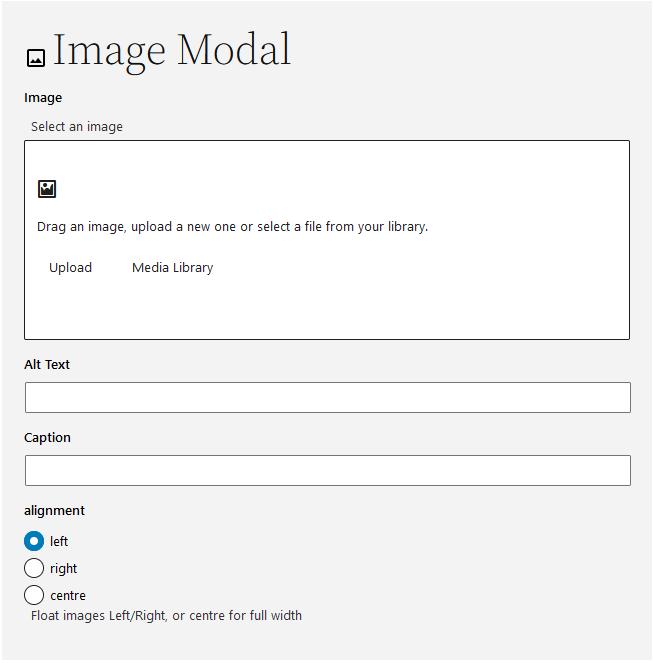 Image Modal
Image
Select an image
Drag an image, upload a new one or select a file from your library.
Upload Media Library
Alt Text
Caption
alignment
left
right
centre
Float images Left/Right, or centre for full width